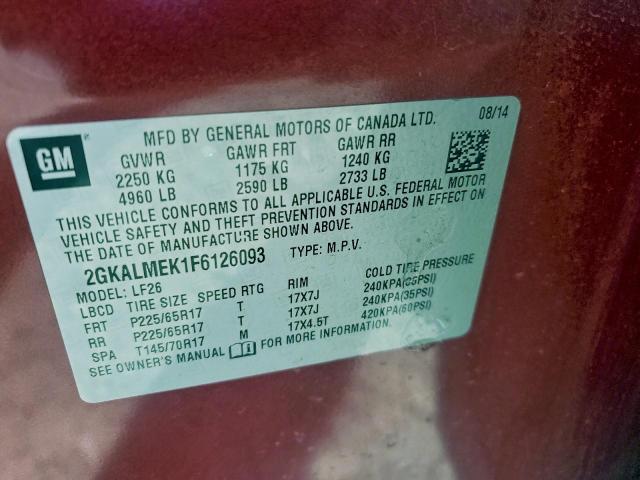 MFD BY GENERAL MOTORS OF CANADA LTD. 08/14
GM
GVWR GAWR FRT GAWR RR
2250 KG 1175 KG 1240 KG
4960 LB 2590 LB 2733 LB
THIS VEHICLE CONFORMS TO ALL APPLICABLE U.S. FEDERAL MOTOR
VEHICLE SAFETY AND THEFT PREVENTION STANDARDS IN EFFECT ON
THE DATE OF MANUFACTURE SHOWN ABOVE.
2GKALMEK1F6126093 TYPE: M.P.V.
MODEL: LF26
LBCD TIRE SIZE SPEED RTG RIM COLD TIRE PRESSURE
FRT P225/65R17 T 17X7J 240KPA(35PSI)
RR P225/65R17 T 17X7J 240KPA(35PSI)
SPA T145/70R17 M 17X4.5T 420KPA(60PSI)
SEE OWNER'S MANUAL FOR MORE INFORMATION.